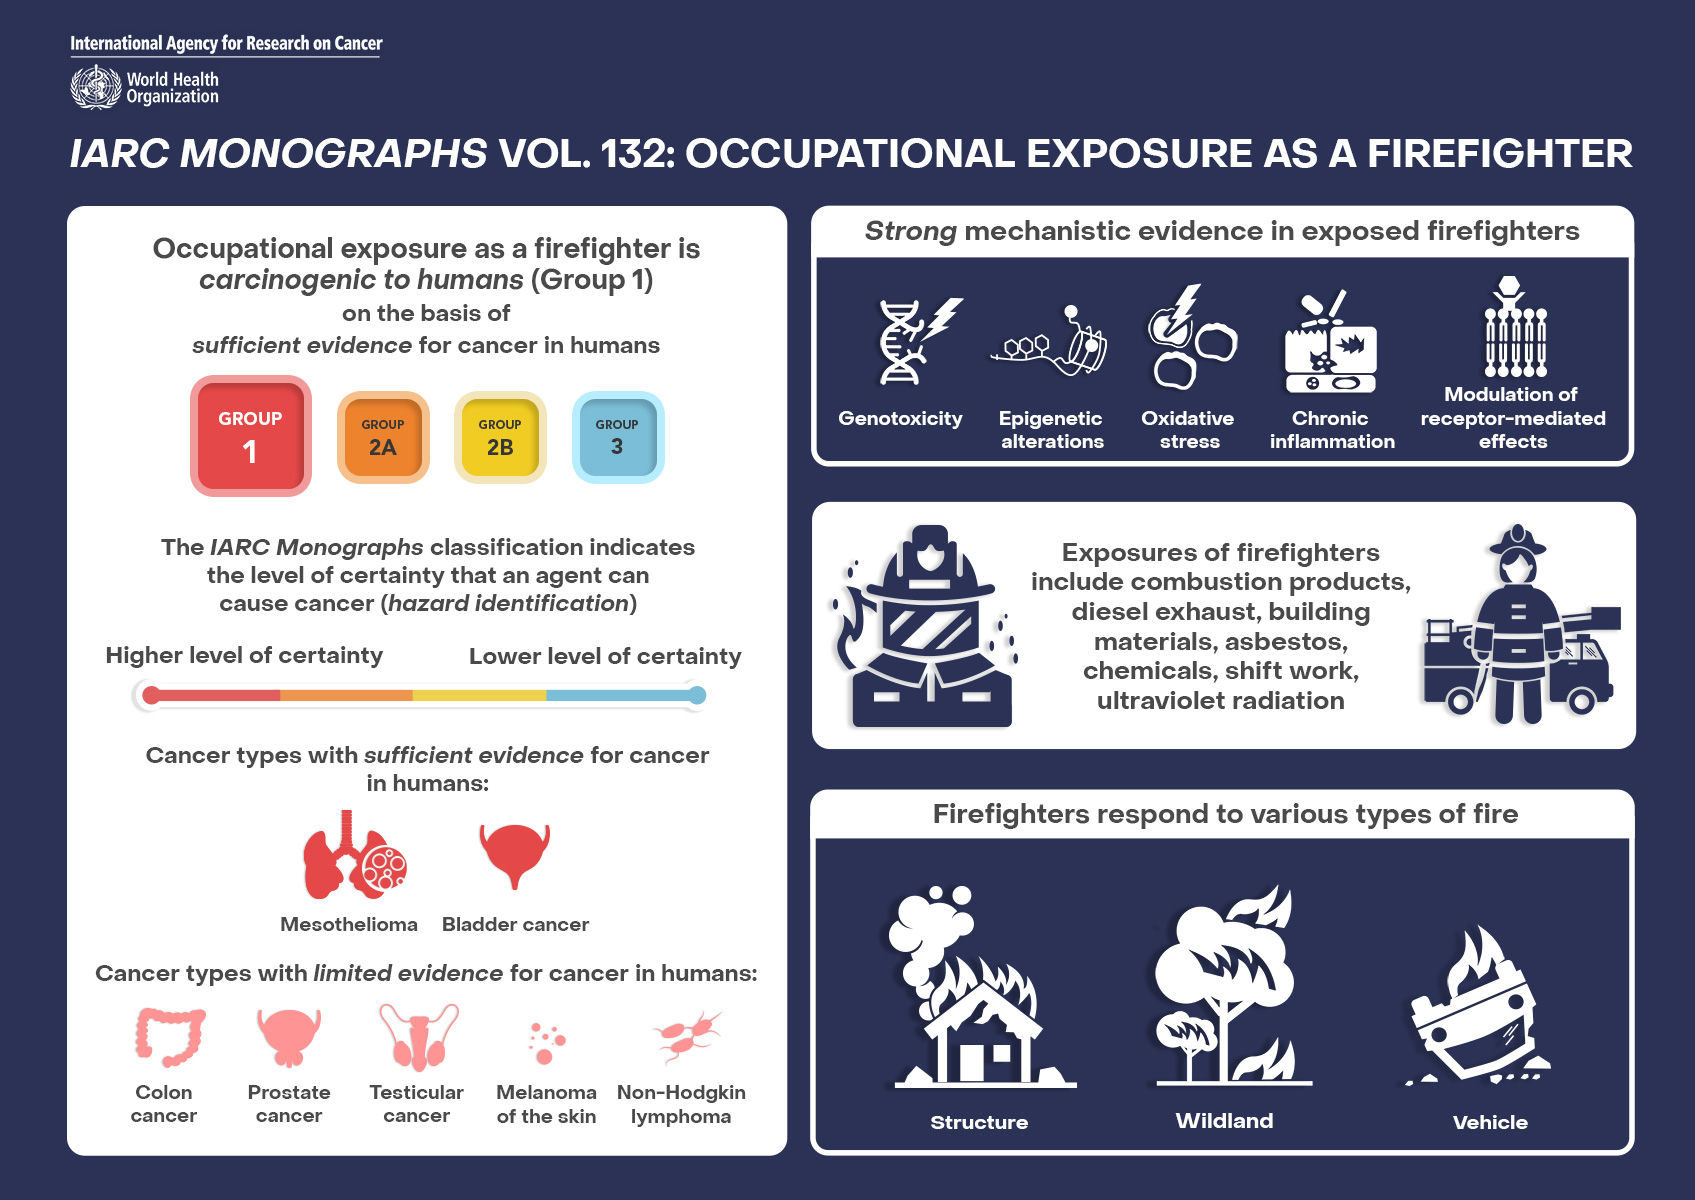 International Agency for Research on Cancer
World Health
Organization
IARC MONOGRAPHS VOL. 132: OCCUPATIONAL EXPOSURE AS A FIREFIGHTER
Occupational exposure as a firefighter is
carcinogenic to humans (Group 1)
on the basis of
sufficient evidence for cancer in humans
GROUP
1
GROUP
2A
GROUP
2B
GROUP
3
The IARC Monographs classification indicates
the level of certainty that an agent can
cause cancer (hazard identification)
Higher level of certainty
Lower level of certainty
Cancer types with sufficient evidence for cancer
in humans:
Mesothelioma
Bladder cancer
Cancer types with limited evidence for cancer in humans:
Colon
cancer
Prostate
cancer
Testicular
cancer
Melanoma
of the skin
Non-Hodgkin
lymphoma
Strong mechanistic evidence in exposed firefighters
Genotoxicity
Epigenetic
alterations
Oxidative
stress
Chronic
inflammation
Modulation of
receptor-mediated
effects
Exposures of firefighters
include combustion products,
diesel exhaust, building
materials, asbestos,
chemicals, shift work,
ultraviolet radiation
Firefighters respond to various types of fire
Structure
Wildland
Vehicle